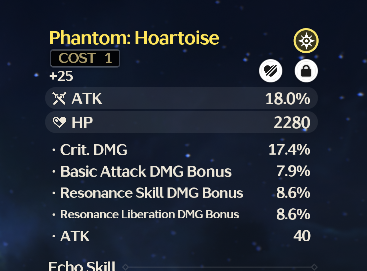 Phantom: Hoartoise
COST 1
+25
ATK 18.0%
HP 2280
· Crit. DMG 17.4%
· Basic Attack DMG Bonus 7.9%
· Resonance Skill DMG Bonus 8.6%
· Resonance Liberation DMG Bonus 8.6%
· ATK 40
Echo Skill